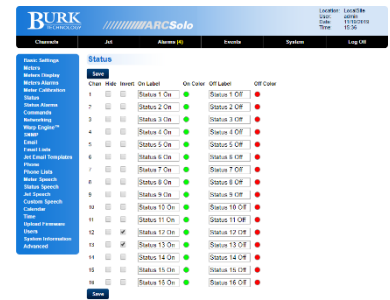 BURK
TECHNOLOGY
ARCSolo
Location: LocalSite
User: admin
Date: 11/13/2018
Time: 15:36
Channels Jet Alarms (4) Events System Log Off
Basic Settings
Meters
Meters Display
Meters Alarms
Meter Calibration
Status
Status Alarms
Commands
Networking
Warp Engine™
SNMP
Email
Email Lists
Jet Email Templates
Phone
Phone Lists
Meter Speech
Status Speech
Jet Speech
Custom Speech
Calendar
Time
Upload Firmware
Users
System Information
Advanced
Status
Save
Chan Hide Invert On Label On Color Off Label Off Color
1 Status 1 On Status 1 Off
2 Status 2 On Status 2 Off
3 Status 3 On Status 3 Off
4 Status 4 On Status 4 Off
5 Status 5 On Status 5 Off
6 Status 6 On Status 6 Off
7 Status 7 On Status 7 Off
8 Status 8 On Status 8 Off
9 Status 9 On Status 9 Off
10 Status 10 On Status 10 Off
11 Status 11 On Status 11 Off
12 Status 12 On Status 12 Off
13 Status 13 On Status 13 Off
14 Status 14 On Status 14 Off
15 Status 15 On Status 15 Off
16 Status 16 On Status 16 Off
Save